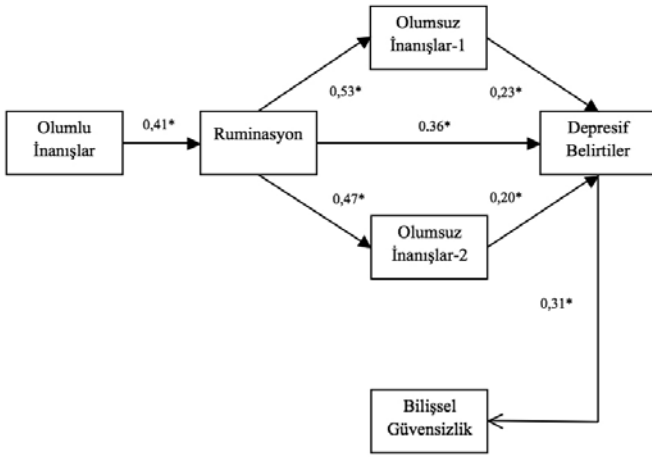 Olumsuz
İnanışlar-1
0,53*
0,23*
Olumlu
İnanışlar
0,41*
Ruminasyon
0.36*
Depresif
Belirtiler
0,47*
0,20*
Olumsuz
İnanışlar-2
0,31*
Bilişsel
Güvensizlik